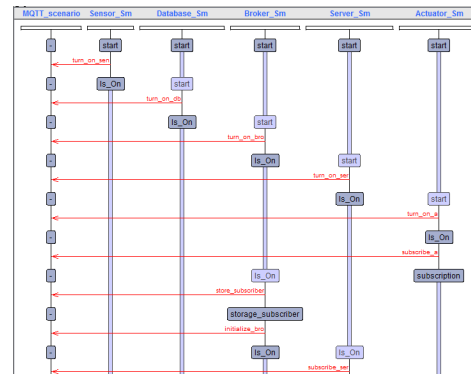 MQTT_scenario Sensor_Sm Database_Sm Broker_Sm Server_Sm Actuator_Sm
- start start start start start
turn_on_sen
- Is_On start
turn_on_db
- Is_On start
turn_on_bro
- Is_On start
turn_on_ser
- Is_On start
turn_on_a
- Is_On
subscribe_a
- Is_On subscription
store_subscriber
- storage_subscriber
initialize_bro
- Is_On Is_On
subscribe_ser